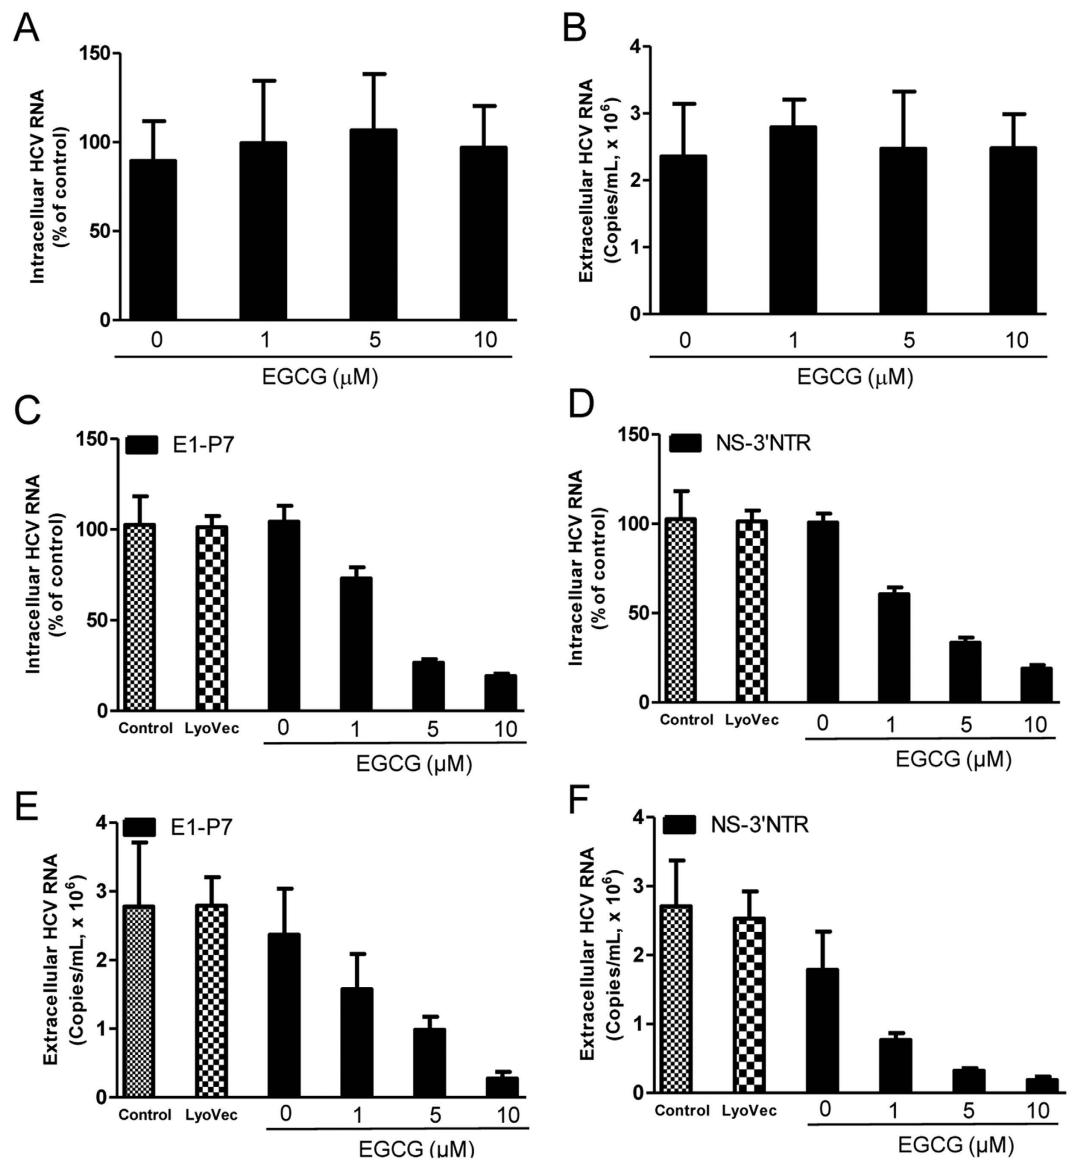 A
Intracelluar HCV RNA
(% of control)
150
100
50
0
0 1 5 10
EGCG (μM)
B
Extracellular HCV RNA
(Copies/mL, x 10⁶)
4
3
2
1
0
0 1 5 10
EGCG (μM)
C
E1-P7
Intracelluar HCV RNA
(% of control)
150
100
50
0
Control LyoVec 0 1 5 10
EGCG (μM)
D
NS-3'NTR
Intracelluar HCV RNA
(% of control)
150
100
50
0
Control LyoVec 0 1 5 10
EGCG (μM)
E
E1-P7
Extracellular HCV RNA
(Copies/mL, x 10⁶)
4
3
2
1
0
Control LyoVec 0 1 5 10
EGCG (μM)
F
NS-3'NTR
Extracellular HCV RNA
(Copies/mL, x 10⁶)
4
3
2
1
0
Control LyoVec 0 1 5 10
EGCG (μM)